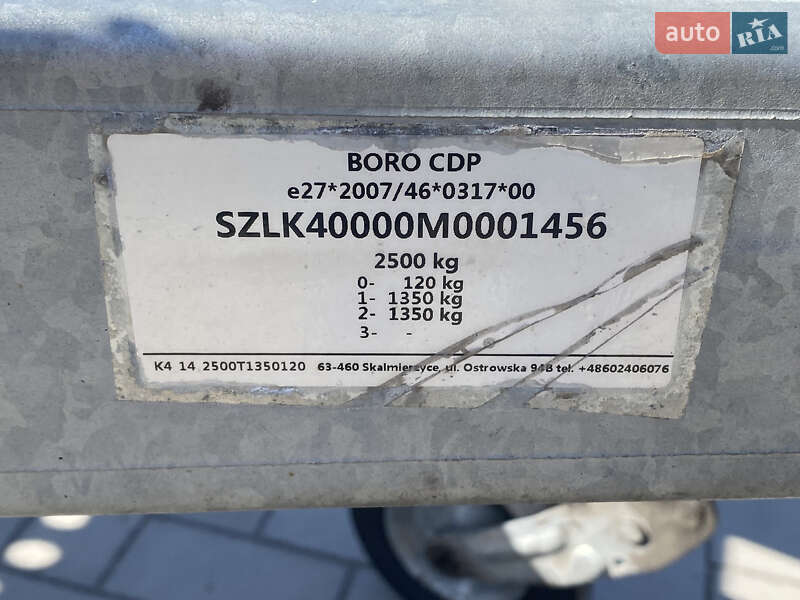 auto RIA .com
BORO CDP
e27*2007/46*0317*00
SZLK40000M0001456
2500 kg
0- 120 kg
1- 1350 kg
2- 1350 kg
3- -
K4 14 2500T1350120 63-460 Skalmierzyce, ul. Ostrowska 94B tel. +48602406076